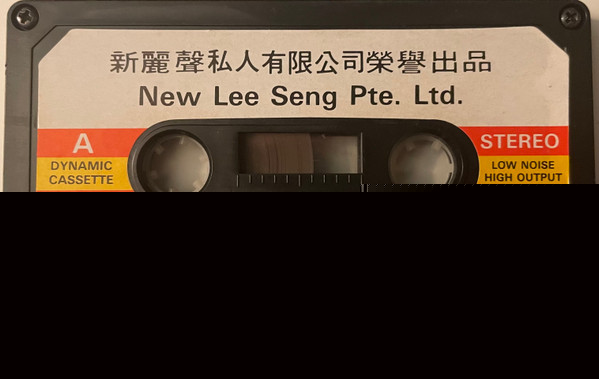 新麗聲私人有限公司榮譽出品
New Lee Seng Pte. Ltd.
A
STEREO
DYNAMIC
CASSETTE
LOW NOISE
HIGH OUTPUT